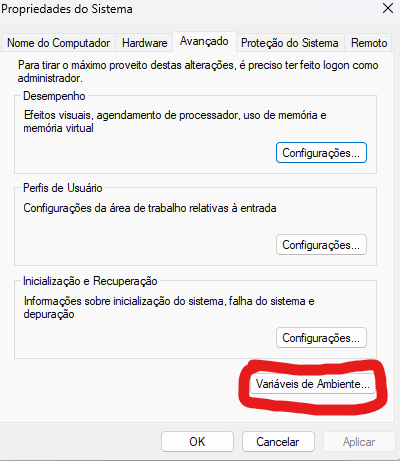 Propriedades do Sistema
Nome do Computador
Hardware
Avançado
Proteção do Sistema
Remoto
Para tirar o máximo proveito destas alterações, é preciso ter feito logon como
administrador.
Desempenho
Efeitos visuais, agendamento de processador, uso de memória e
memória virtual
Configurações...
Perfis de Usuário
Configurações da área de trabalho relativas à entrada
Configurações...
Inicialização e Recuperação
Informações sobre inicialização do sistema, falha do sistema e
depuração
Configurações...
Variáveis de Ambiente...
OK
Cancelar
Aplicar